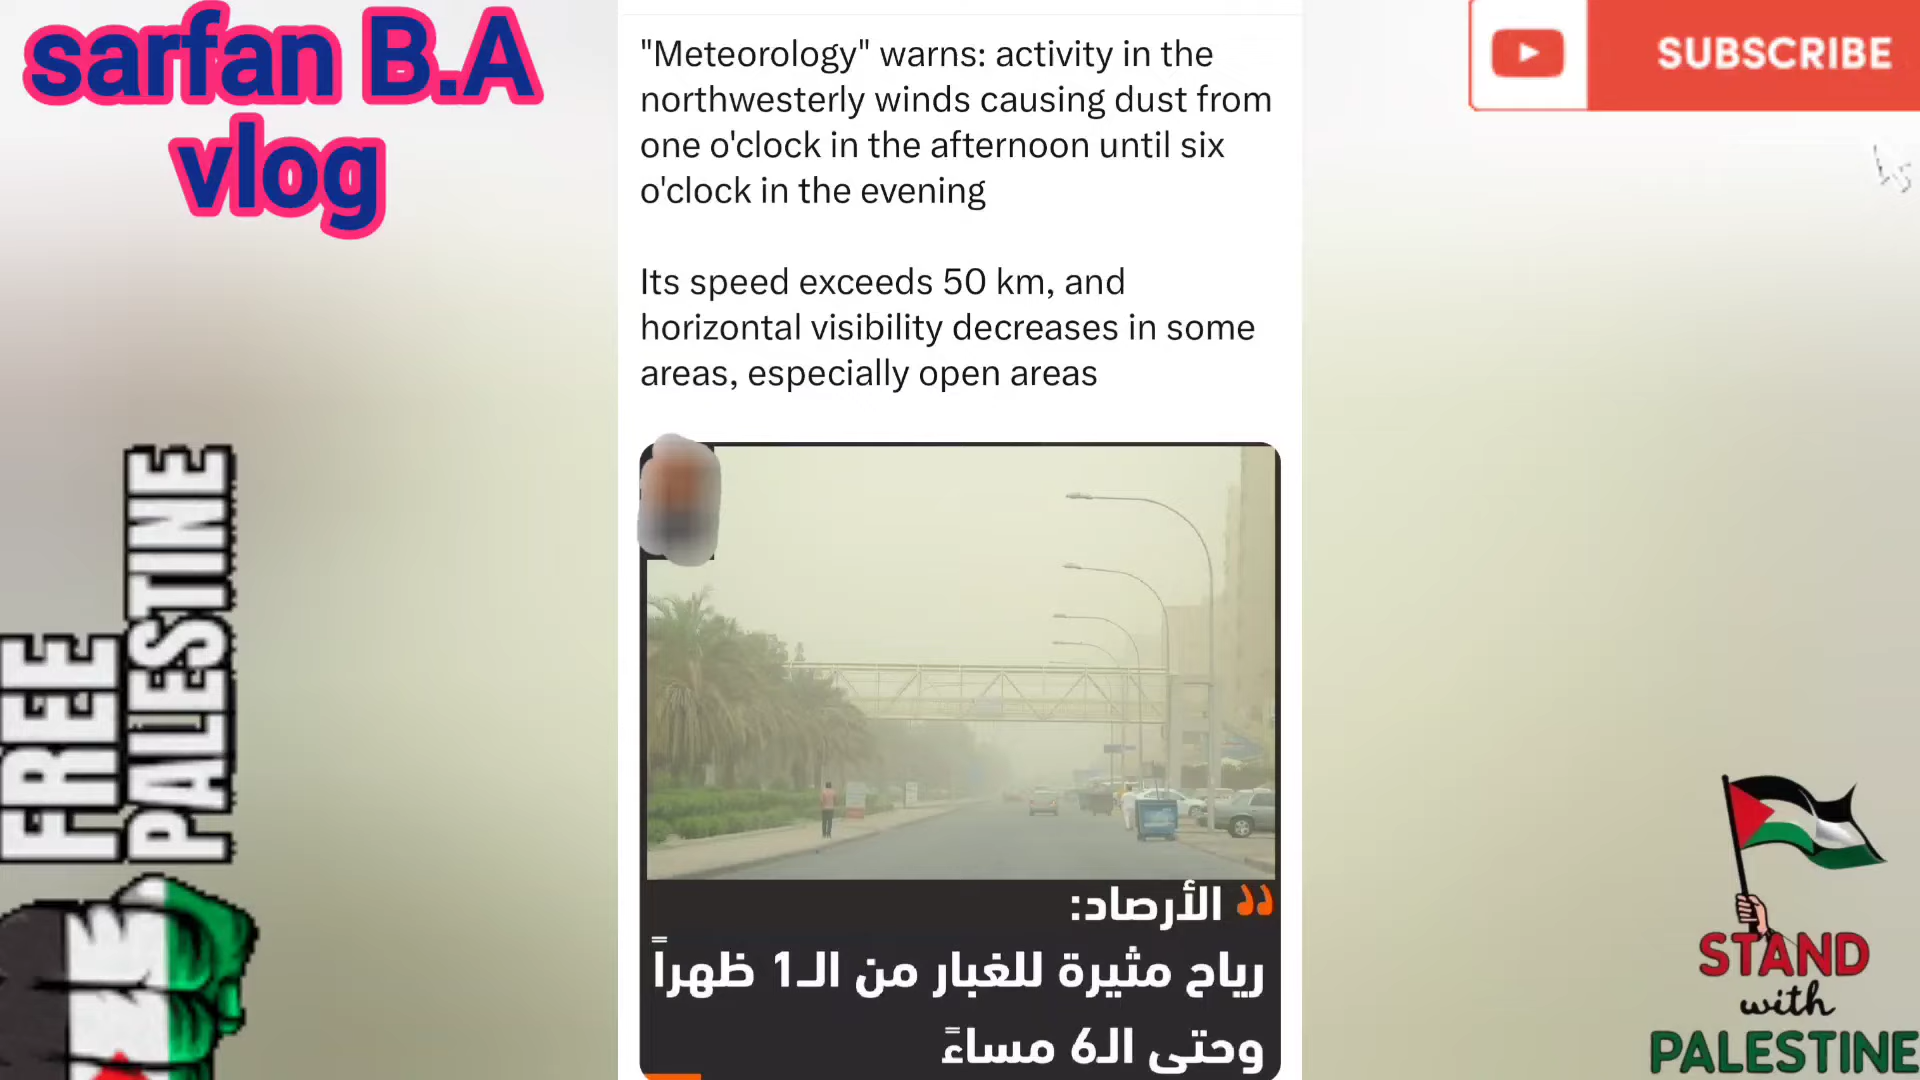 sarfan B.A
vlog
"Meteorology" warns: activity in the
northwesterly winds causing dust from
one o'clock in the afternoon until six
o'clock in the evening
Its speed exceeds 50 km, and
horizontal visibility decreases in some
areas, especially open areas
الأرصاد:
رياح مثيرة للغبار من الـ1 ظهراً
وحتى الـ6 مساءً
SUBSCRIBE
FREE
PALESTINE
STAND
with
PALESTINE